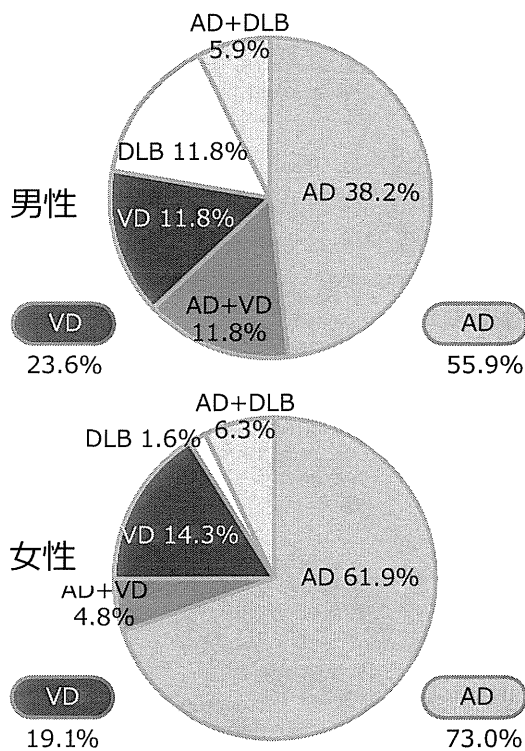 AD+DLB
5.9%
DLB 11.8%
AD 38.2%
男性
VD 11.8%
AD+VD
11.8%
VD
23.6%
AD
55.9%
AD+DLB
6.3%
DLB 1.6%
VD 14.3%
女性
AD 61.9%
AD+VD
4.8%
VD
19.1%
AD
73.0%